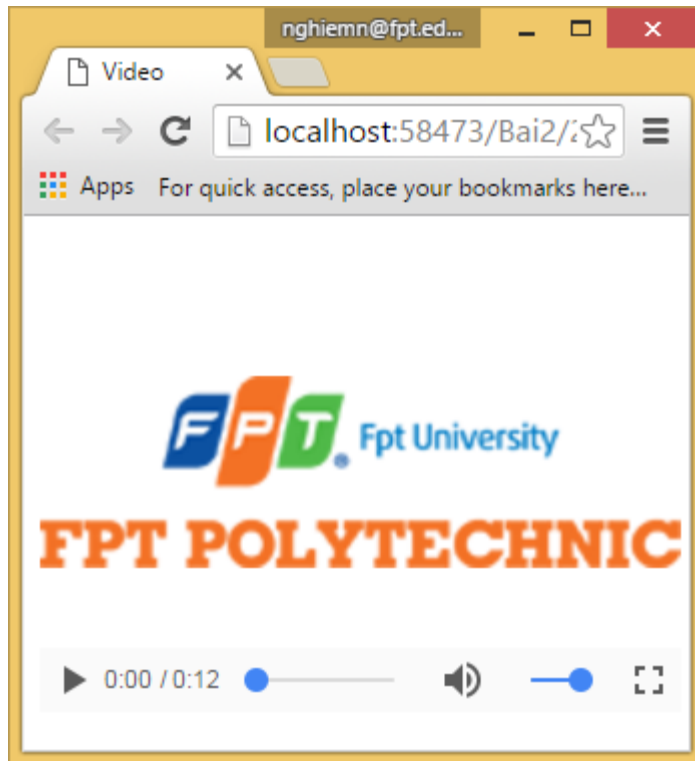 nghiemn@fpt.ed...
Video
localhost:58473/Bai2/
Apps For quick access, place your bookmarks here...
FPT Fpt University
FPT POLYTECHNIC
0:00 / 0:12